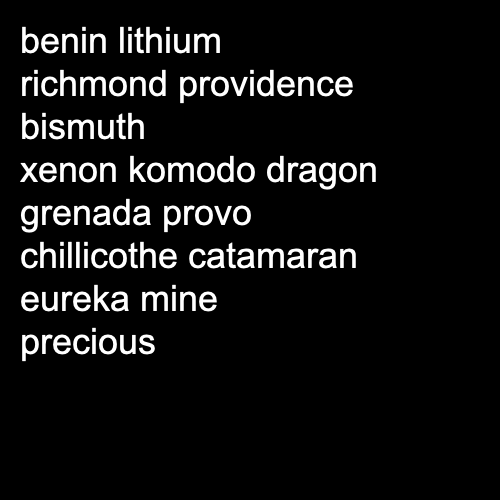 benin lithium
richmond providence
bismuth
xenon komodo dragon
grenada provo
chillicothe catamaran
eureka mine
precious